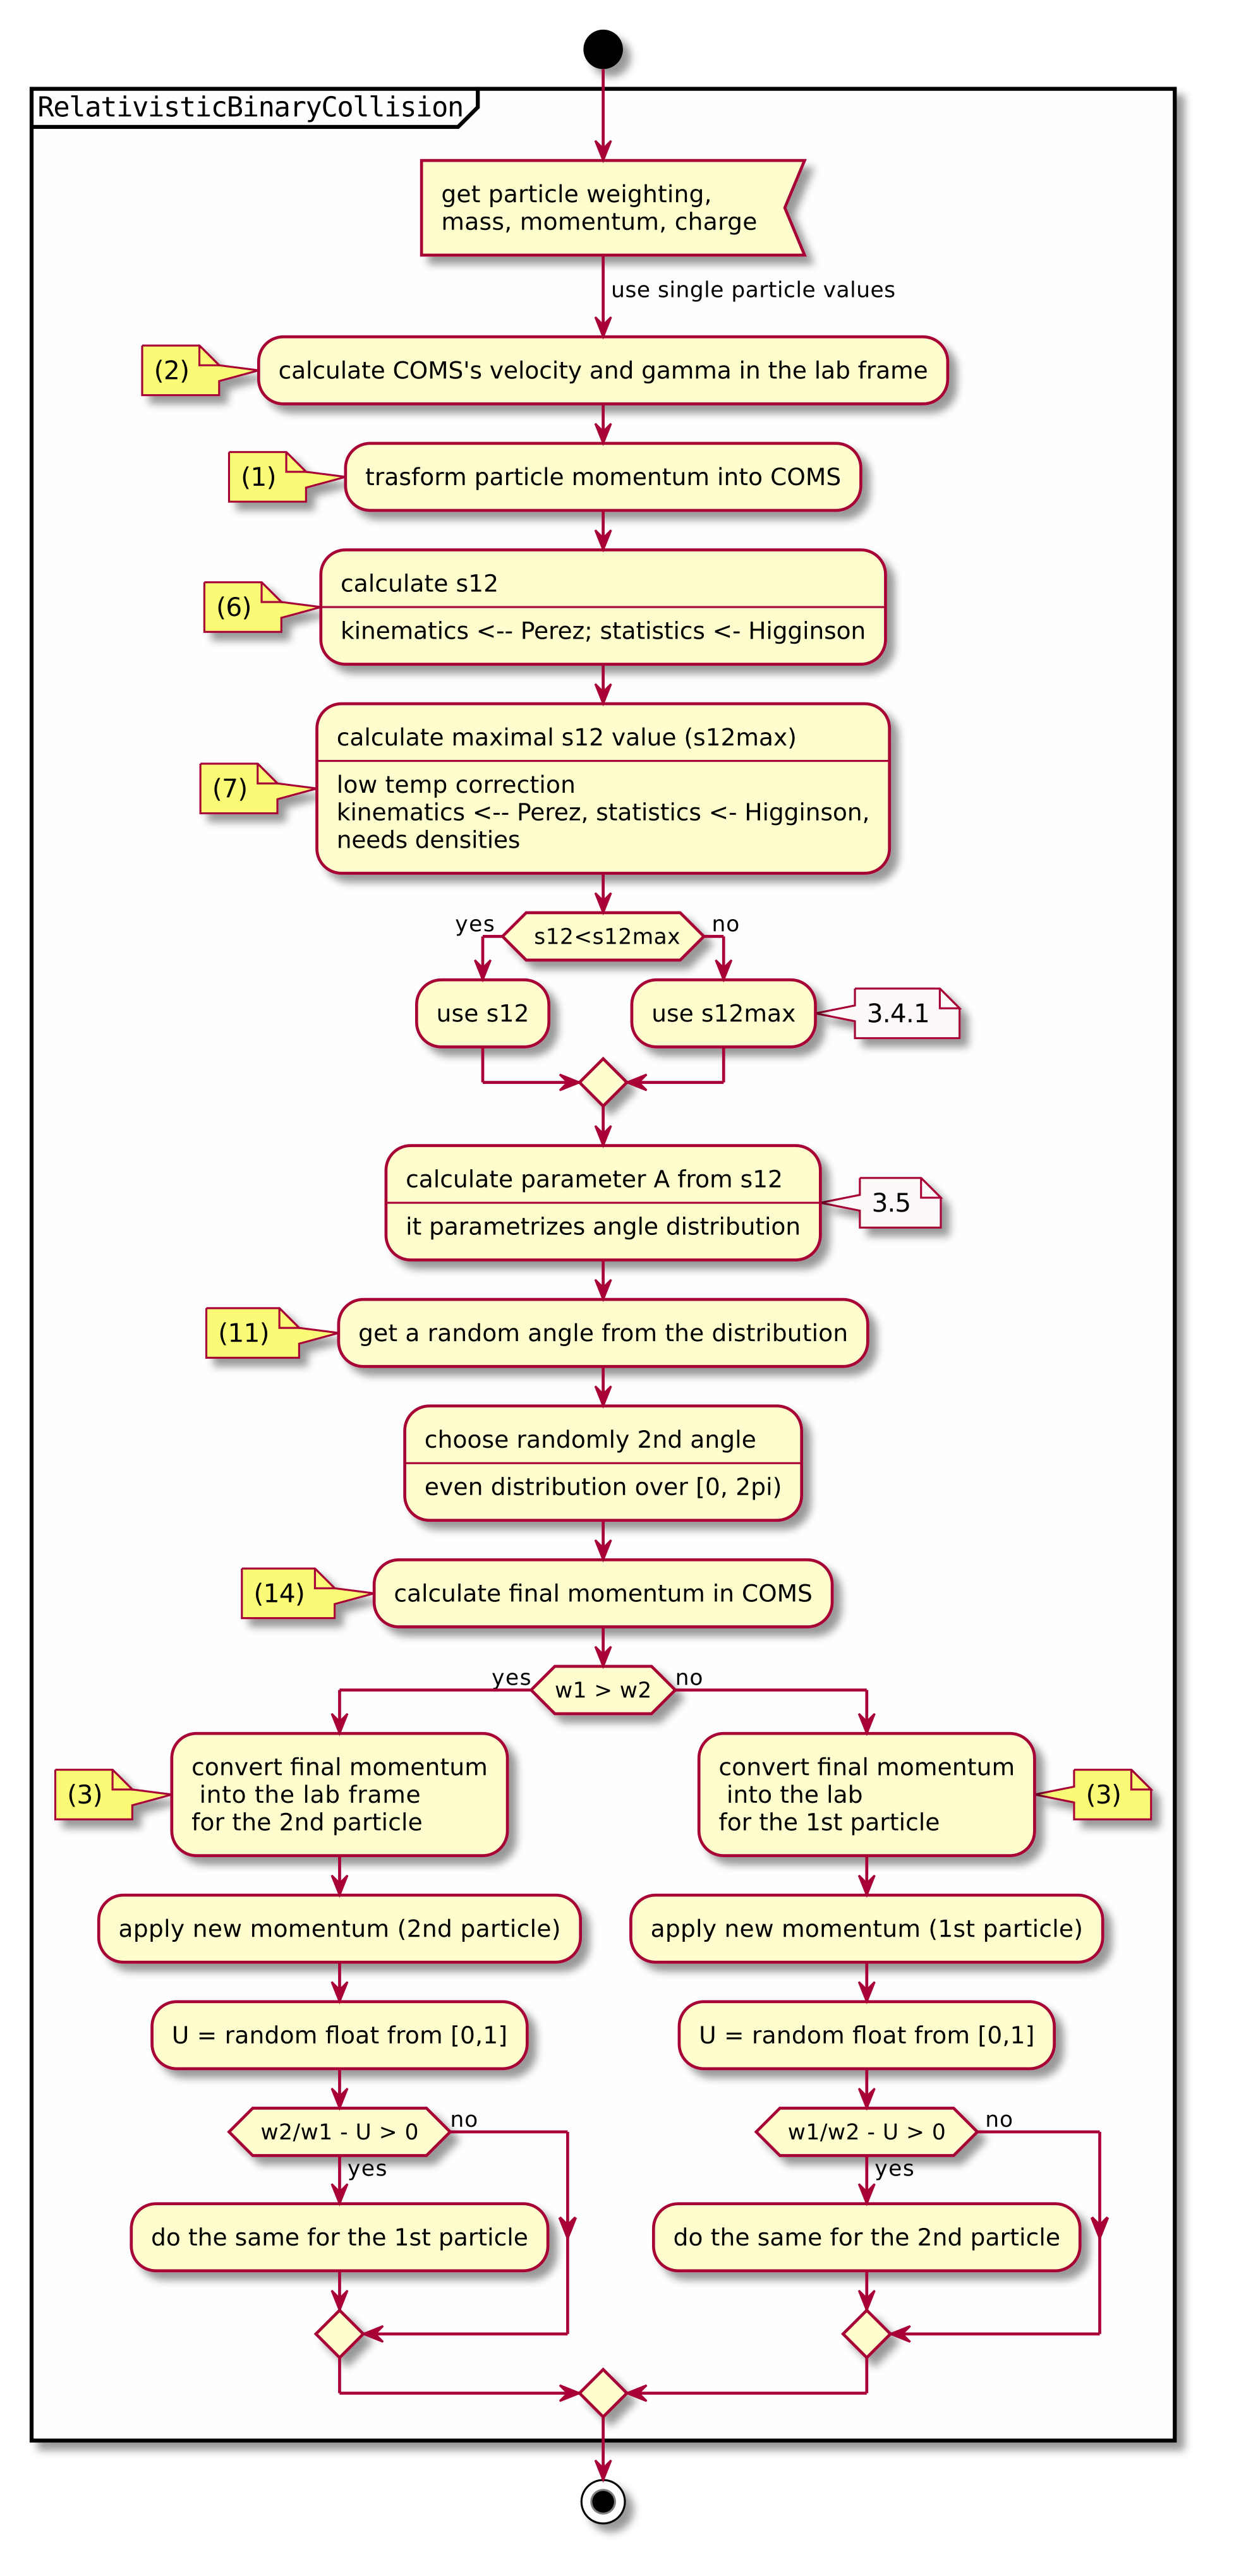 RelativisticBinaryCollision
get particle weighting,
mass, momentum, charge
use single particle values
(2)
calculate COMS's velocity and gamma in the lab frame
(1)
trasform particle momentum into COMS
(6)
calculate s12
kinematics <-- Perez; statistics <- Higginson
(7)
calculate maximal s12 value (s12max)
low temp correction
kinematics <-- Perez, statistics <- Higginson,
needs densities
yes
s12<s12max
no
use s12
use s12max
3.4.1
calculate parameter A from s12
it parametrizes angle distribution
3.5
(11)
get a random angle from the distribution
choose randomly 2nd angle
even distribution over [0, 2pi)
(14)
calculate final momentum in COMS
yes
w1 > w2
no
(3)
convert final momentum
into the lab frame
for the 2nd particle
apply new momentum (2nd particle)
U = random float from [0,1]
w2/w1 - U > 0
no
yes
do the same for the 1st particle
convert final momentum
into the lab
for the 1st particle
(3)
apply new momentum (1st particle)
U = random float from [0,1]
w1/w2 - U > 0
no
yes
do the same for the 2nd particle